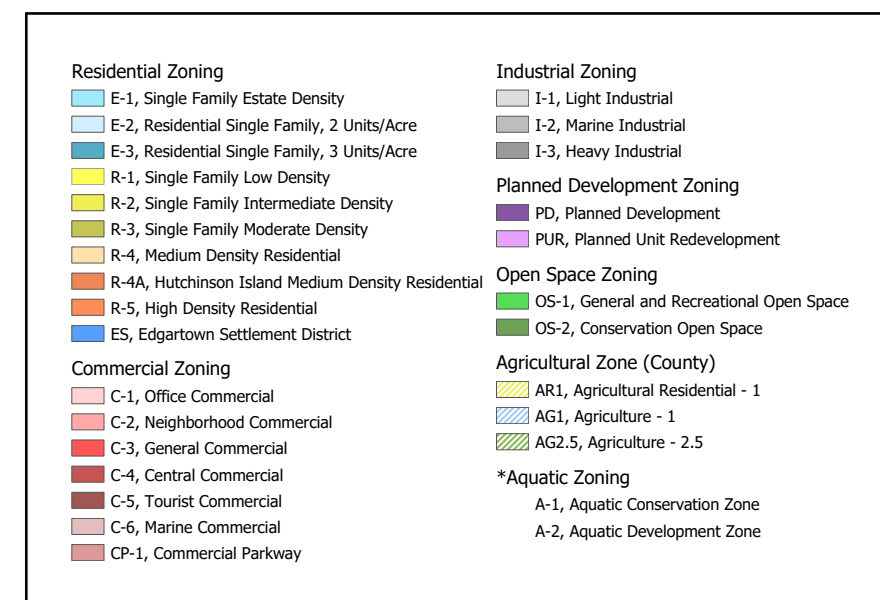 Residential Zoning
E-1, Single Family Estate Density
E-2, Residential Single Family, 2 Units/Acre
E-3, Residential Single Family, 3 Units/Acre
R-1, Single Family Low Density
R-2, Single Family Intermediate Density
R-3, Single Family Moderate Density
R-4, Medium Density Residential
R-4A, Hutchinson Island Medium Density Residential
R-5, High Density Residential
ES, Edgartown Settlement District
Commercial Zoning
C-1, Office Commercial
C-2, Neighborhood Commercial
C-3, General Commercial
C-4, Central Commercial
C-5, Tourist Commercial
C-6, Marine Commercial
CP-1, Commercial Parkway
Industrial Zoning
I-1, Light Industrial
I-2, Marine Industrial
I-3, Heavy Industrial
Planned Development Zoning
PD, Planned Development
PUR, Planned Unit Redevelopment
Open Space Zoning
OS-1, General and Recreational Open Space
OS-2, Conservation Open Space
Agricultural Zone (County)
AR1, Agricultural Residential - 1
AG1, Agriculture - 1
AG2.5, Agriculture - 2.5
*Aquatic Zoning
A-1, Aquatic Conservation Zone
A-2, Aquatic Development Zone